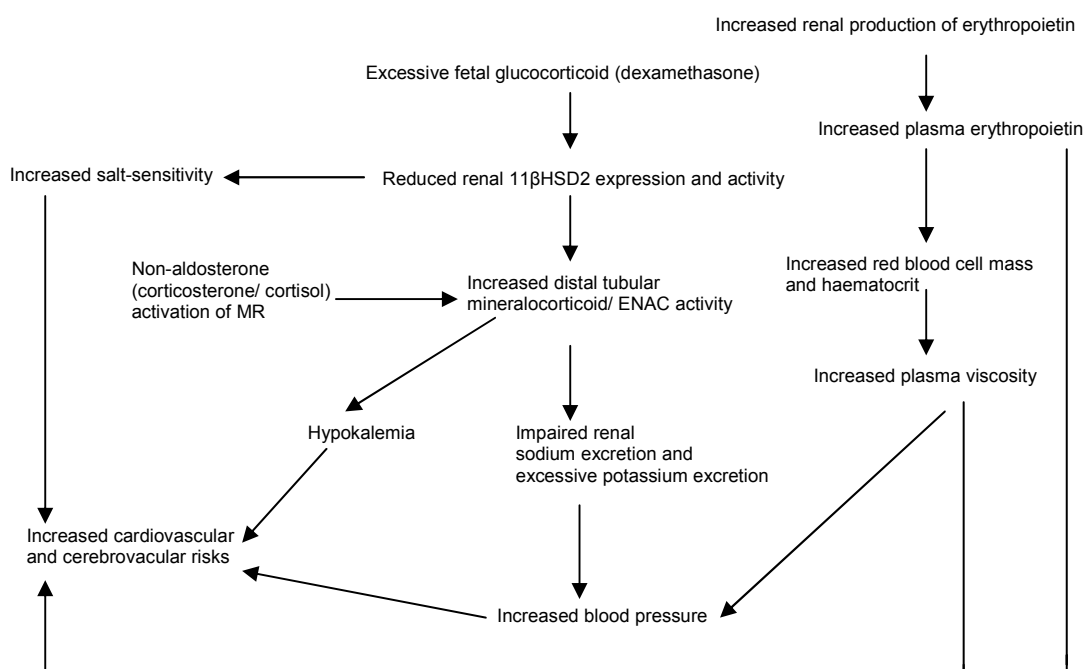 Increased renal production of erythropoietin
Excessive fetal glucocorticoid (dexamethasone)
Increased plasma erythropoietin
Increased salt-sensitivity
Reduced renal 11βHSD2 expression and activity
Non-aldosterone
(corticosterone/ cortisol)
activation of MR
Increased distal tubular
mineralocorticoid/ ENAC activity
Increased red blood cell mass
and haematocrit
Increased plasma viscosity
Hypokalemia
Impaired renal
sodium excretion and
excessive potassium excretion
Increased cardiovascular
and cerebrovacular risks
Increased blood pressure